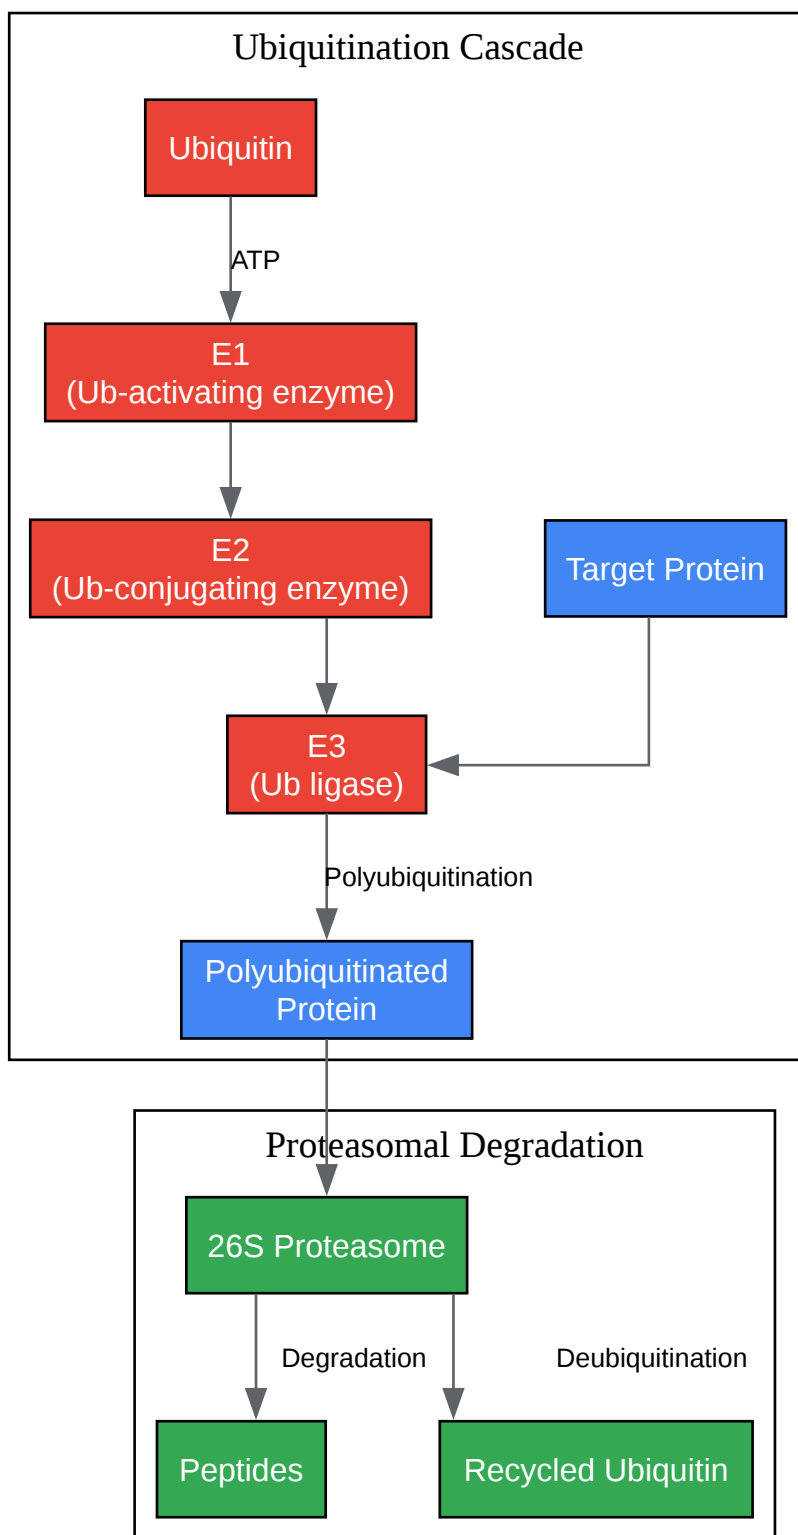 Ubiquitination Cascade
Ubiquitin
ATP
E1
(Ub-activating enzyme)
E2
(Ub-conjugating enzyme)
Target Protein
E3
(Ub ligase)
Polyubiquitination
Polyubiquitinated
Protein
Proteasomal Degradation
26S Proteasome
Degradation
Deubiquitination
Peptides
Recycled Ubiquitin